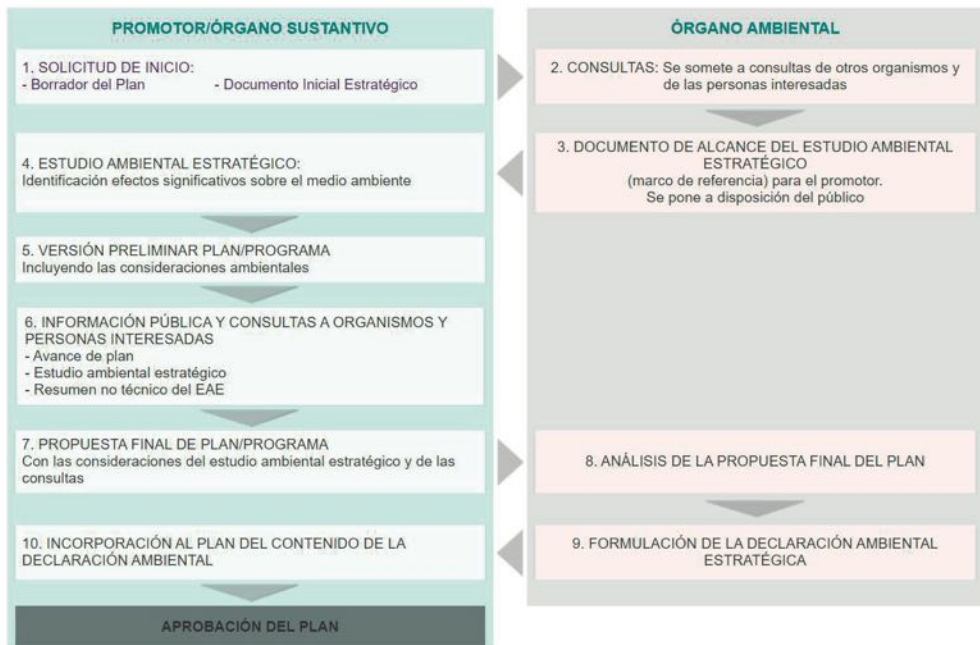 PROMOTOR/ÓRGANO SUSTANTIVO
ÓRGANO AMBIENTAL
1. SOLICITUD DE INICIO:
- Borrador del Plan - Documento Inicial Estratégico
2. CONSULTAS: Se somete a consultas de otros organismos y
de las personas interesadas
3. DOCUMENTO DE ALCANCE DEL ESTUDIO AMBIENTAL
ESTRATÉGICO
(marco de referencia) para el promotor.
Se pone a disposición del público
4. ESTUDIO AMBIENTAL ESTRATÉGICO:
Identificación efectos significativos sobre el medio ambiente
5. VERSIÓN PRELIMINAR PLAN/PROGRAMA
Incluyendo las consideraciones ambientales
6. INFORMACIÓN PÚBLICA Y CONSULTAS A ORGANISMOS Y
PERSONAS INTERESADAS
- Avance de plan
- Estudio ambiental estratégico
- Resumen no técnico del EAE
7. PROPUESTA FINAL DE PLAN/PROGRAMA
Con las consideraciones del estudio ambiental estratégico y de las
consultas
8. ANÁLISIS DE LA PROPUESTA FINAL DEL PLAN
9. FORMULACIÓN DE LA DECLARACIÓN AMBIENTAL
ESTRATÉGICA
10. INCORPORACIÓN AL PLAN DEL CONTENIDO DE LA
DECLARACIÓN AMBIENTAL
APROBACIÓN DEL PLAN